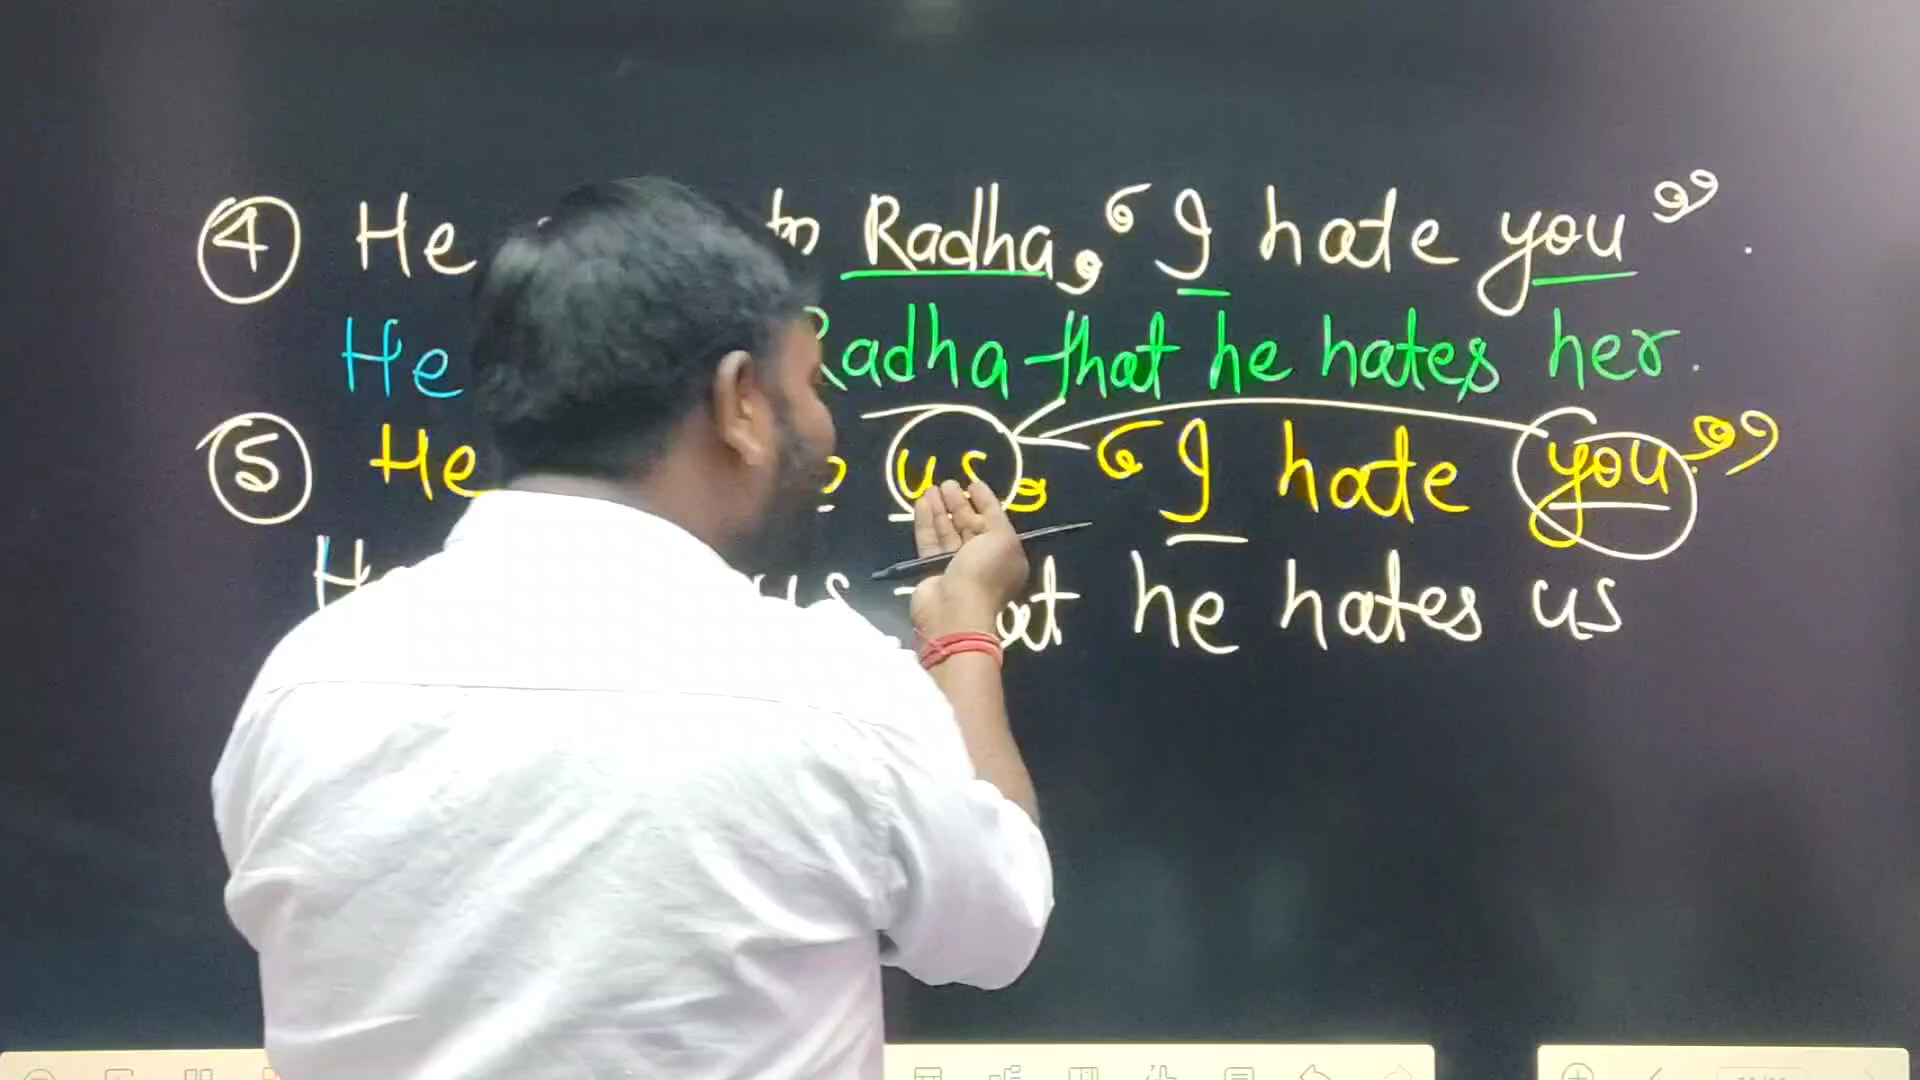 ④ He to Radha, “I hate you”.
He Radha that he hates her.
⑤ He us, “I hate you”
us he hates us